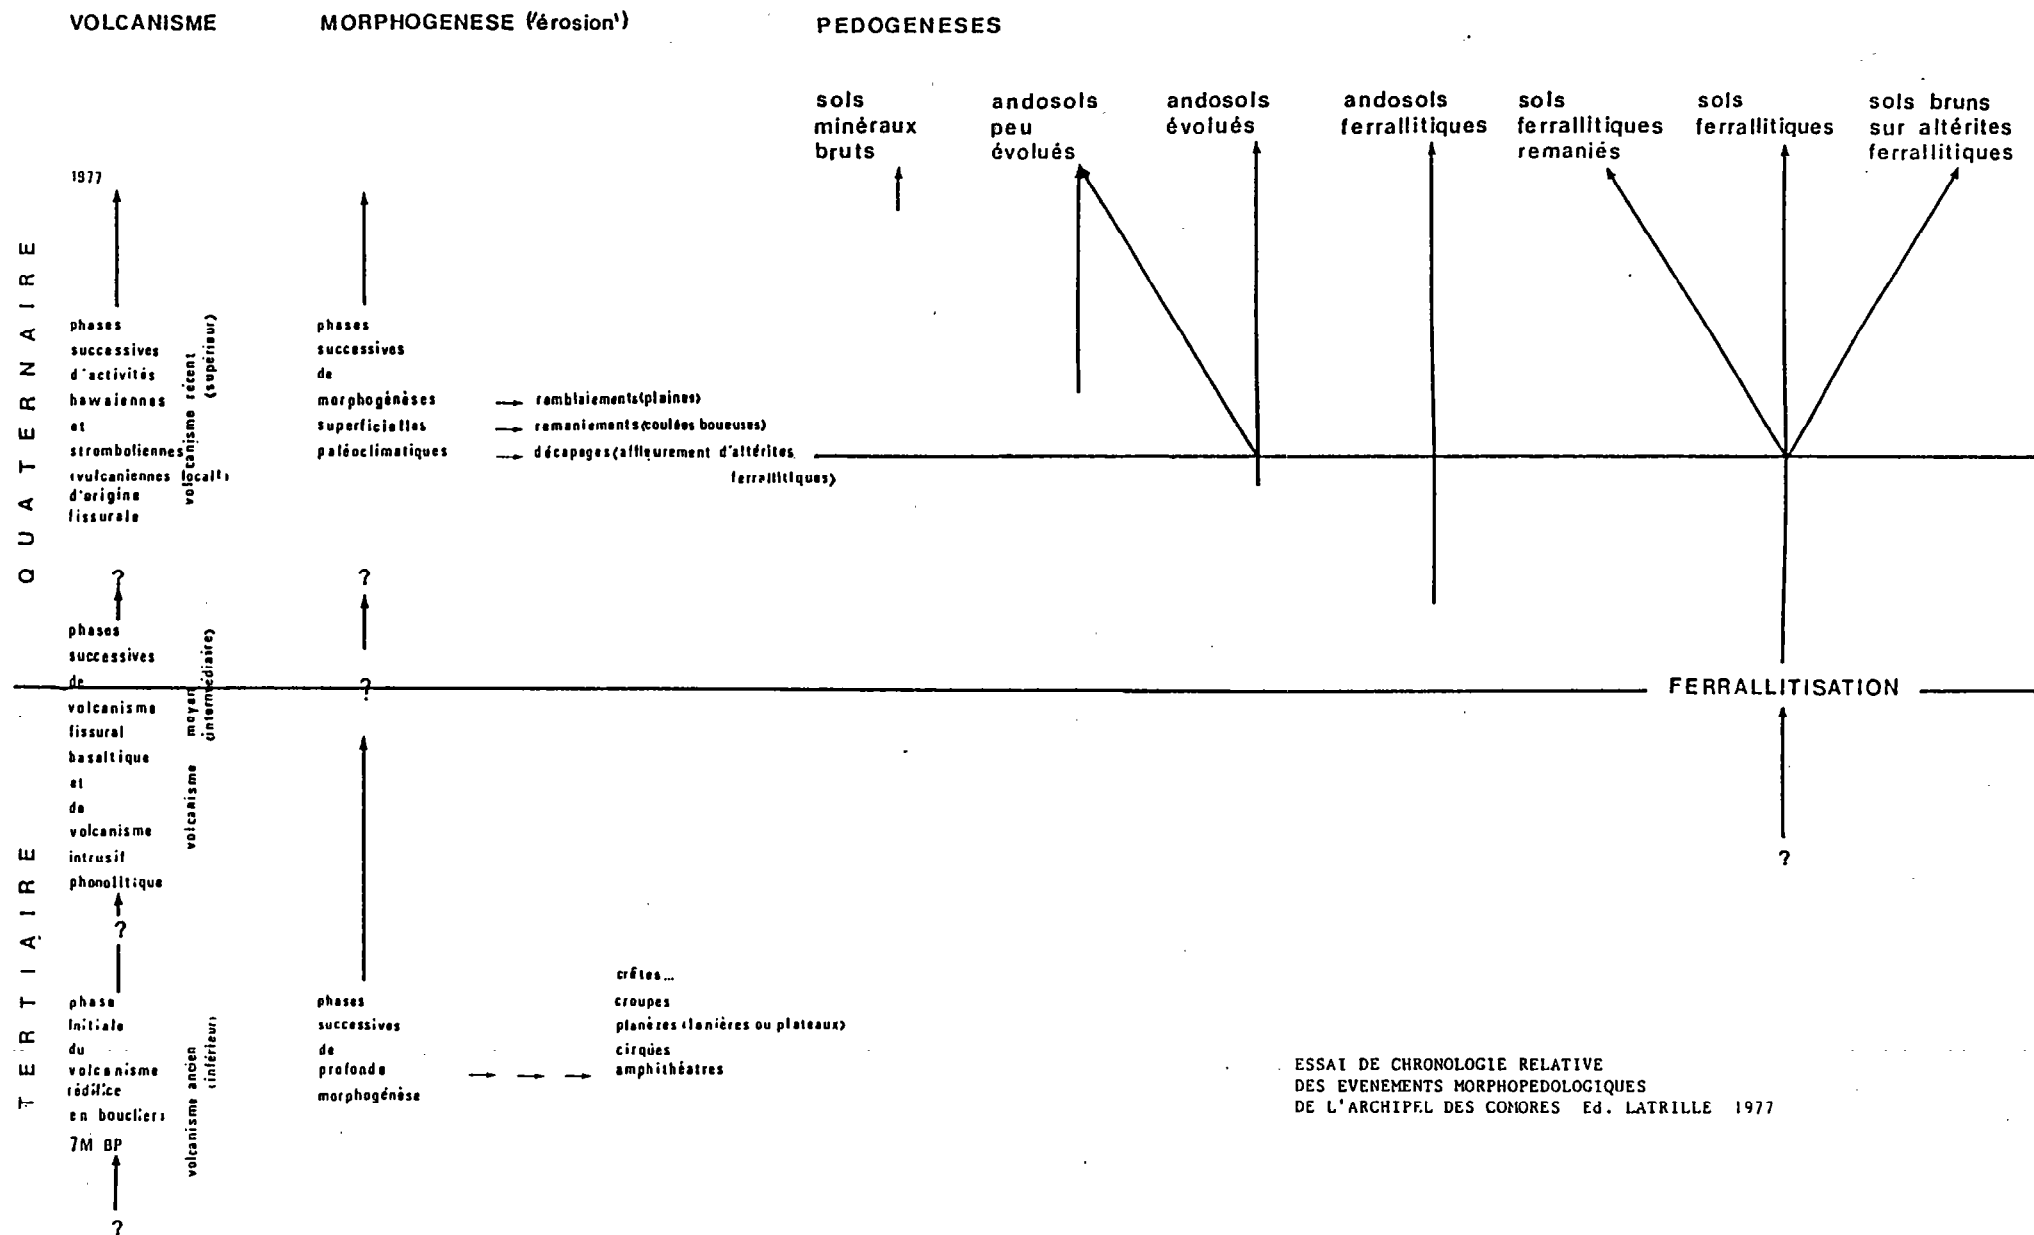 VOLCANISME
MORPHOGENESE ('érosion')
PEDOGENESES
sols
minéraux
bruts
andosols
peu
évolués
andosols
évolués
andosols
ferrallitiques
sols
ferrallitiques
remaniés
sols
ferrallitiques
sols bruns
sur altérites
ferrallitiques
QUATERNAIRE
1977
phases
successives
d'activités
hawaiennes
et
stromboliennes
(vulcaniennes localt)
d'origine
fissurale
volcanisme récent
(supérieur)
phases
successives
de
morphogénèses
superficielles
paléoclimatiques
remblaiements (plaines)
remaniements (coulées boueuses)
décapages (affleurement d'altérites
ferrallitiques)
?
?
phases
successives
de
volcanisme
fissural
basaltique
et
de
volcanisme
intrusif
phonolitique
volcanisme moyen
(intermédiaire)
?
FERRALLITISATION
?
TERTIAIRE
?
phase
initiale
du
volcanisme
(édifice
en bouclier)
7M BP
?
volcanisme ancien
(inférieur)
phases
successives
de
profonde
morphogénèse
crêtes...
croupes
planèzes (lanières ou plateaux)
cirques
amphithéatres
ESSAI DE CHRONOLOGIE RELATIVE
DES EVENEMENTS MORPHOPEDOLOGIQUES
DE L'ARCHIPEL DES COMORES Ed. LATRILLE 1977